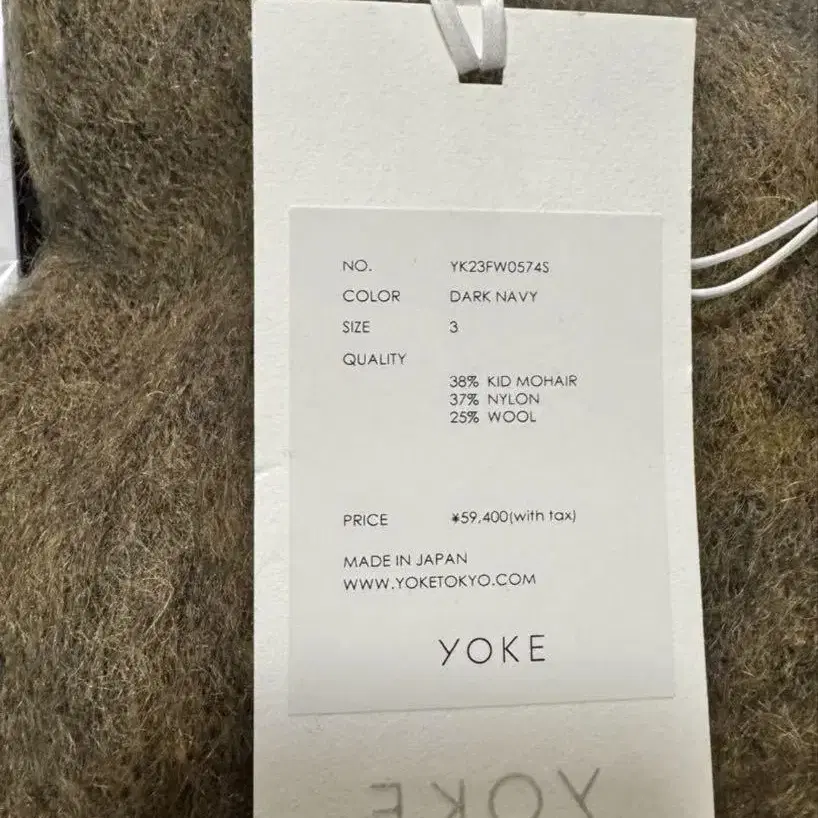 NO. YK23FW0574S
COLOR DARK NAVY
SIZE 3
QUALITY
38% KID MOHAIR
37% NYLON
25% WOOL
PRICE ¥59,400(with tax)
MADE IN JAPAN
WWW.YOKETOKYO.COM
YOKE
YOKE